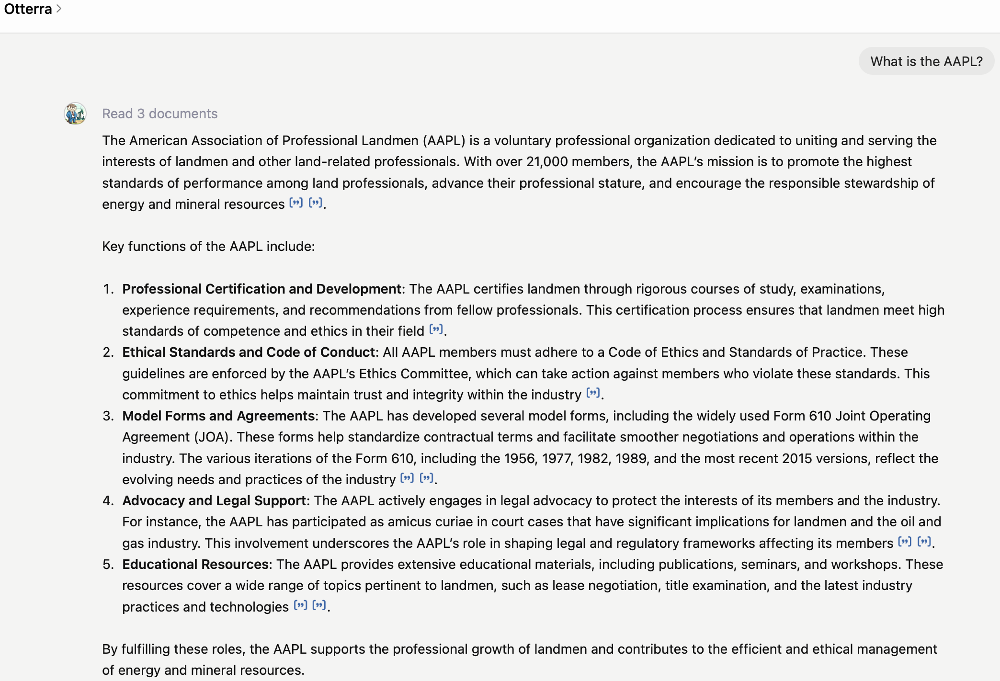 Otterra
What is the AAPL?
Read 3 documents
The American Association of Professional Landmen (AAPL) is a voluntary professional organization dedicated to uniting and serving the
interests of landmen and other land-related professionals. With over 21,000 members, the AAPL’s mission is to promote the highest
standards of performance among land professionals, advance their professional stature, and encourage the responsible stewardship of
energy and mineral resources [”] [”].
Key functions of the AAPL include:
1. Professional Certification and Development: The AAPL certifies landmen through rigorous courses of study, examinations,
experience requirements, and recommendations from fellow professionals. This certification process ensures that landmen meet high
standards of competence and ethics in their field [”].
2. Ethical Standards and Code of Conduct: All AAPL members must adhere to a Code of Ethics and Standards of Practice. These
guidelines are enforced by the AAPL’s Ethics Committee, which can take action against members who violate these standards. This
commitment to ethics helps maintain trust and integrity within the industry [”].
3. Model Forms and Agreements: The AAPL has developed several model forms, including the widely used Form 610 Joint Operating
Agreement (JOA). These forms help standardize contractual terms and facilitate smoother negotiations and operations within the
industry. The various iterations of the Form 610, including the 1956, 1977, 1982, 1989, and the most recent 2015 versions, reflect the
evolving needs and practices of the industry [”] [”].
4. Advocacy and Legal Support: The AAPL actively engages in legal advocacy to protect the interests of its members and the industry.
For instance, the AAPL has participated as amicus curiae in court cases that have significant implications for landmen and the oil and
gas industry. This involvement underscores the AAPL’s role in shaping legal and regulatory frameworks affecting its members [”] [”].
5. Educational Resources: The AAPL provides extensive educational materials, including publications, seminars, and workshops. These
resources cover a wide range of topics pertinent to landmen, such as lease negotiation, title examination, and the latest industry
practices and technologies [”] [”].
By fulfilling these roles, the AAPL supports the professional growth of landmen and contributes to the efficient and ethical management
of energy and mineral resources.